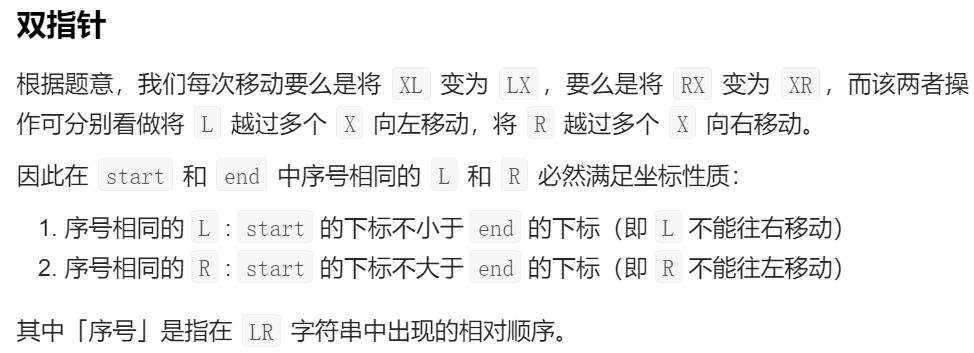 双指针
根据题意，我们每次移动要么是将 XL 变为 LX ，要么是将 RX 变为 XR ，而该两者操
作可分别看做将 L 越过多个 X 向左移动，将 R 越过多个 X 向右移动。
因此在 start 和 end 中序号相同的 L 和 R 必然满足坐标性质：
1. 序号相同的 L : start 的下标不小于 end 的下标（即 L 不能往右移动）
2. 序号相同的 R : start 的下标不大于 end 的下标（即 R 不能往左移动）
其中「序号」是指在 LR 字符串中出现的相对顺序。